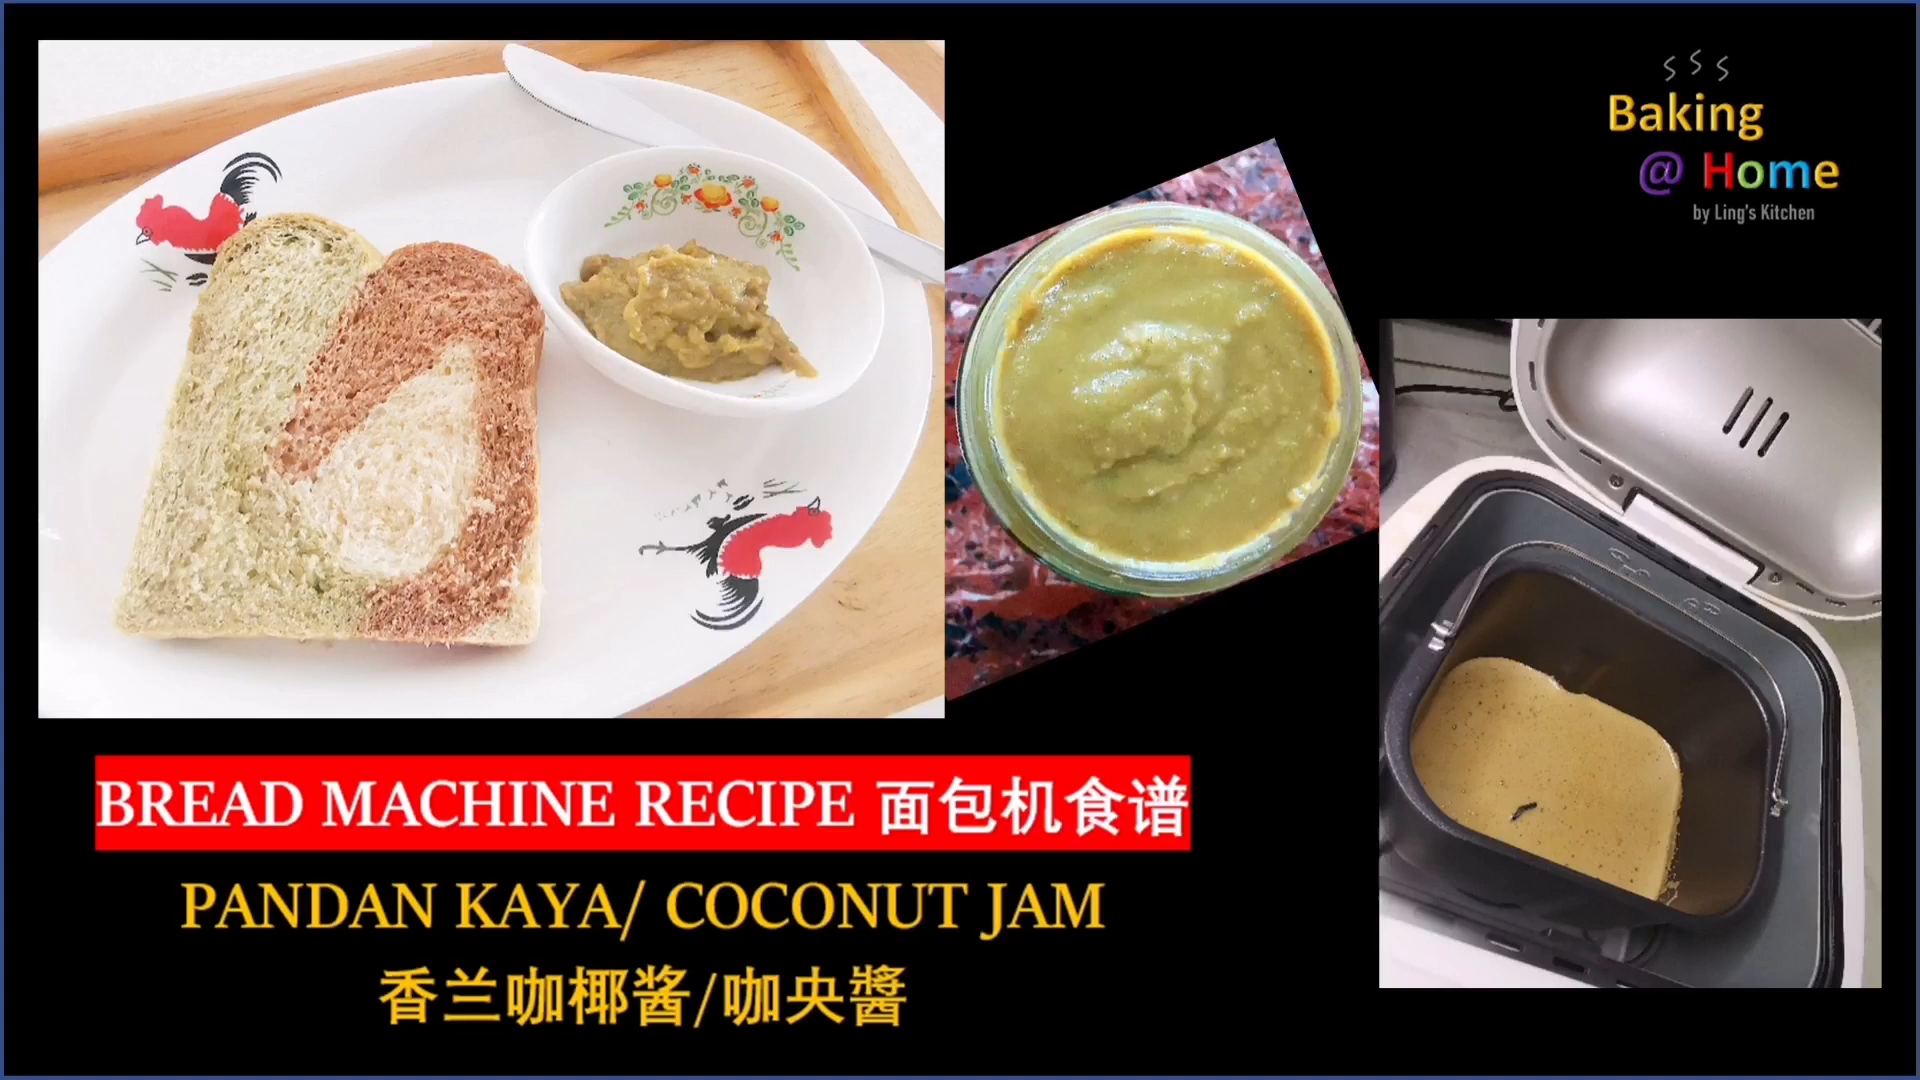 Baking
@ Home
by Ling's Kitchen
BREAD MACHINE RECIPE 面包机食谱
PANDAN KAYA/ COCONUT JAM
香兰咖椰酱/咖央醬